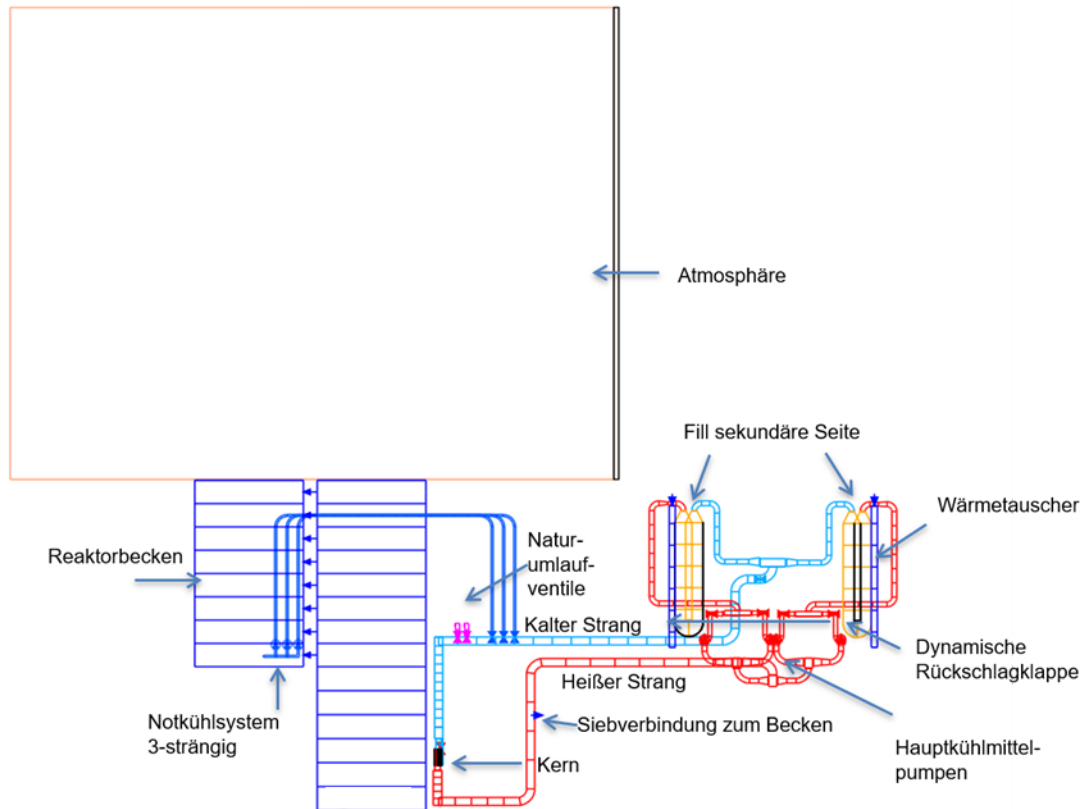 Atmosphäre
Fill sekundäre Seite
Wärmetauscher
Reaktorbecken
Natur-
umlauf-
ventile
Kalter Strang
Dynamische
Rückschlagklappe
Heißer Strang
Notkühlsystem
3-strängig
Siebverbindung zum Becken
Hauptkühlmittel-
pumpen
Kern